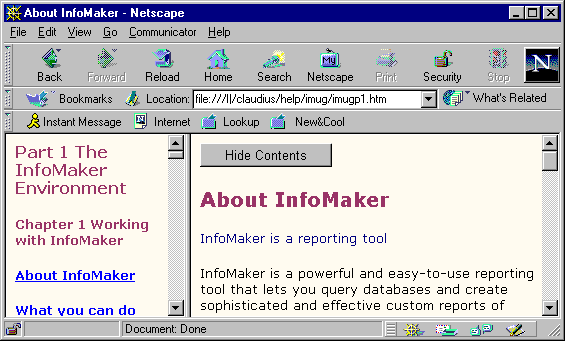 About InfoMaker - Netscape
File Edit View Go Communicator Help
Back Forward Reload Home Search Netscape Print Security Stop
Bookmarks Location: file:///I|/claudius/help/imug/imugp1.htm What's Related
Instant Message Internet Lookup New&Cool
Part 1 The
InfoMaker
Environment
Chapter 1 Working
with InfoMaker
About InfoMaker
What you can do
Hide Contents
About InfoMaker
InfoMaker is a reporting tool
InfoMaker is a powerful and easy-to-use reporting
tool that lets you query databases and create
sophisticated and effective custom reports of
Document: Done